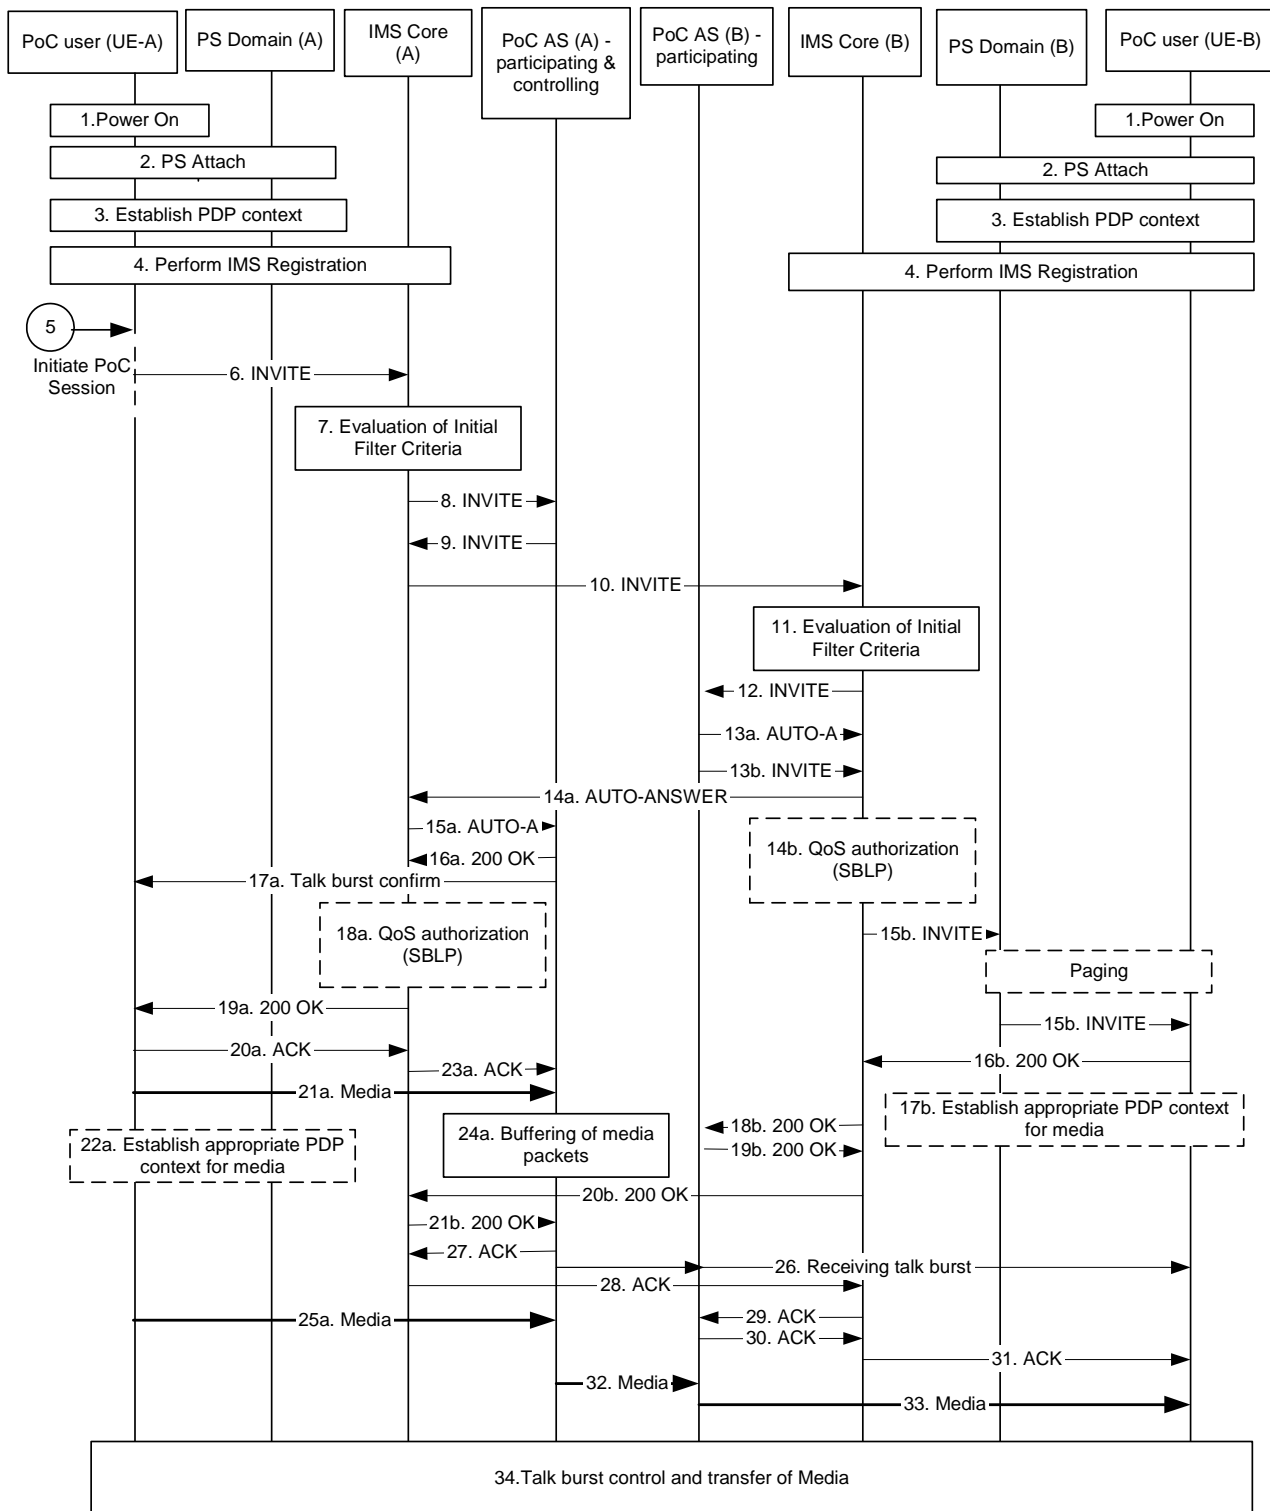 PoC user (UE-A)
PS Domain (A)
IMS Core
(A)
PoC AS (A) -
participating &
controlling
PoC AS (B) -
participating
IMS Core (B)
PS Domain (B)
PoC user (UE-B)
1.Power On
1.Power On
2. PS Attach
2. PS Attach
3. Establish PDP context
3. Establish PDP context
4. Perform IMS Registration
4. Perform IMS Registration
5
Initiate PoC
Session
6. INVITE
7. Evaluation of Initial
Filter Criteria
8. INVITE
9. INVITE
10. INVITE
11. Evaluation of Initial
Filter Criteria
12. INVITE
13a. AUTO-A
13b. INVITE
14a. AUTO-ANSWER
15a. AUTO-A
14b. QoS authorization
(SBLP)
16a. 200 OK
17a. Talk burst confirm
18a. QoS authorization
(SBLP)
15b. INVITE
Paging
19a. 200 OK
15b. INVITE
20a. ACK
16b. 200 OK
23a. ACK
21a. Media
17b. Establish appropriate PDP context
for media
18b. 200 OK
22a. Establish appropriate PDP
context for media
24a. Buffering of media
packets
19b. 200 OK
20b. 200 OK
21b. 200 OK
27. ACK
26. Receiving talk burst
28. ACK
25a. Media
29. ACK
30. ACK
31. ACK
32. Media
33. Media
34.Talk burst control and transfer of Media